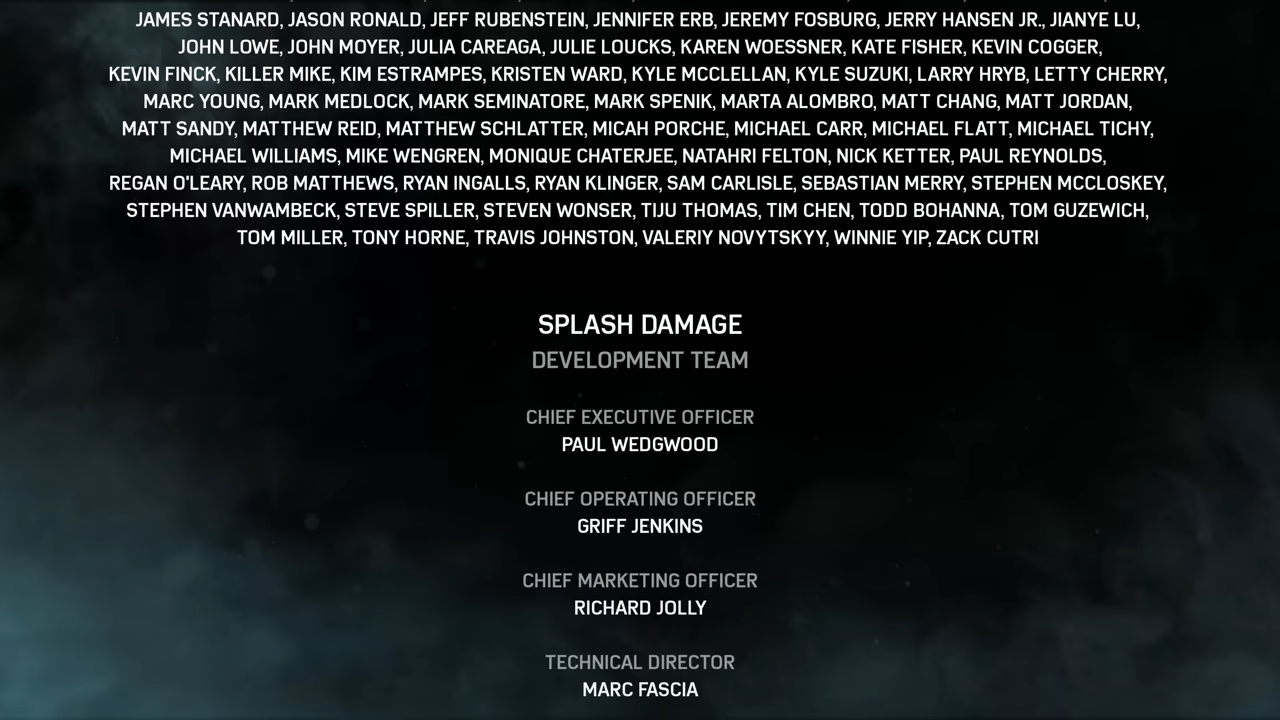 JAMES STANARD, JASON RONALD, JEFF RUBENSTEIN, JENNIFER ERB, JEREMY FOSBURG, JERRY HANSEN JR., JIANYE LU,
JOHN LOWE, JOHN MOYER, JULIA CAREAGA, JULIE LOUCKS, KAREN WOESSNER, KATE FISHER, KEVIN COGGER,
KEVIN FINCK, KILLER MIKE, KIM ESTRAMPES, KRISTEN WARD, KYLE MCCLELLAN, KYLE SUZUKI, LARRY HRYB, LETTY CHERRY,
MARC YOUNG, MARK MEDLOCK, MARK SEMINATORE, MARK SPENIK, MARTA ALOMBRO, MATT CHANG, MATT JORDAN,
MATT SANDY, MATTHEW REID, MATTHEW SCHLATTER, MICAH PORCHE, MICHAEL CARR, MICHAEL FLATT, MICHAEL TICHY,
MICHAEL WILLIAMS, MIKE WENGREN, MONIQUE CHATERJEE, NATAHRI FELTON, NICK KETTER, PAUL REYNOLDS,
REGAN O'LEARY, ROB MATTHEWS, RYAN INGALLS, RYAN KLINGER, SAM CARLISLE, SEBASTIAN MERRY, STEPHEN MCCLOSKEY,
STEPHEN VANWAMBECK, STEVE SPILLER, STEVEN WONSER, TIJU THOMAS, TIM CHEN, TODD BOHANNA, TOM GUZEWICH,
TOM MILLER, TONY HORNE, TRAVIS JOHNSTON, VALERIY NOVYTSKYY, WINNIE YIP, ZACK CUTRI
SPLASH DAMAGE
DEVELOPMENT TEAM
CHIEF EXECUTIVE OFFICER
PAUL WEDGWOOD
CHIEF OPERATING OFFICER
GRIFF JENKINS
CHIEF MARKETING OFFICER
RICHARD JOLLY
TECHNICAL DIRECTOR
MARC FASCIA